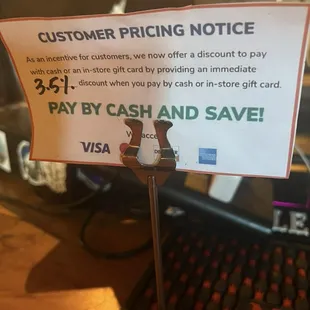 CUSTOMER PRICING NOTICE
As an incentive for customers, we now offer a discount to pay
with cash or an in-store gift card by providing an immediate
3.5% discount when you pay by cash or in-store gift card.
PAY BY CASH AND SAVE!
VISA